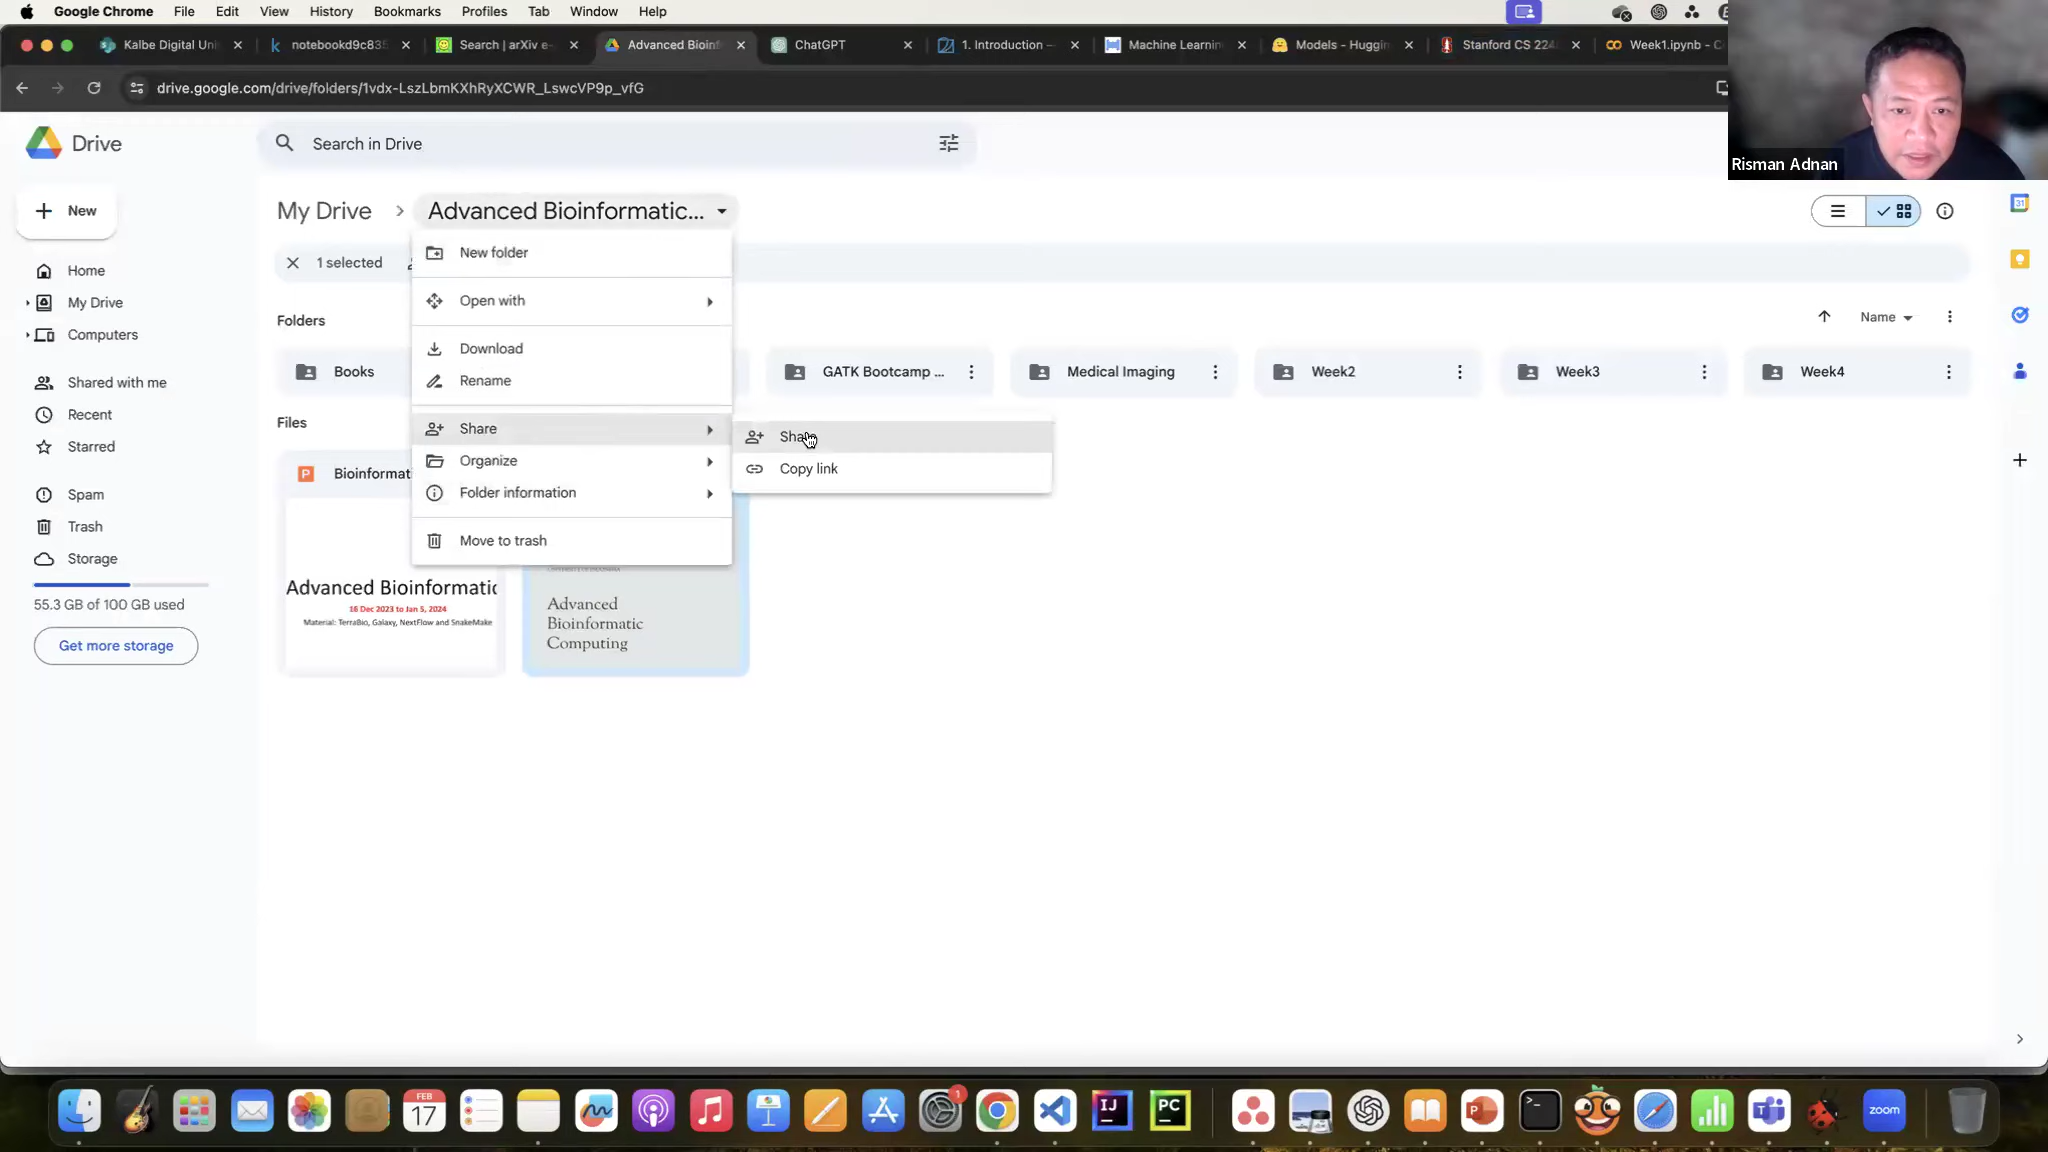 Google Chrome File Edit View History Bookmarks Profiles Tab Window Help
Kalbe Digital Uni notebookd9c835 Search | arXiv e- Advanced Bioinf ChatGPT 1. Introduction — Machine Learnin Models - Huggin Stanford CS 224 Week1.ipynb - C
drive.google.com/drive/folders/1vdx-LszLbmKXhRyXCWR_LswcVP9p_vfG
Risman Adnan
Drive
Search in Drive
New
My Drive > Advanced Bioinformatic...
1 selected
Home
My Drive
Computers
Shared with me
Recent
Starred
Spam
Trash
Storage
55.3 GB of 100 GB used
Get more storage
New folder
Open with
Download
Rename
Share
Organize
Folder information
Move to trash
Share
Copy link
Folders
Name
Books GATK Bootcamp ... Medical Imaging Week2 Week3 Week4
Files
Bioinformat
Advanced Bioinformatic
16 Dec 2023 to Jan 5, 2024
Material: TerraBio, Galaxy, NextFlow and SnakeMake
Advanced
Bioinformatic
Computing
31
FEB
17
1
IJ
PC
zoom